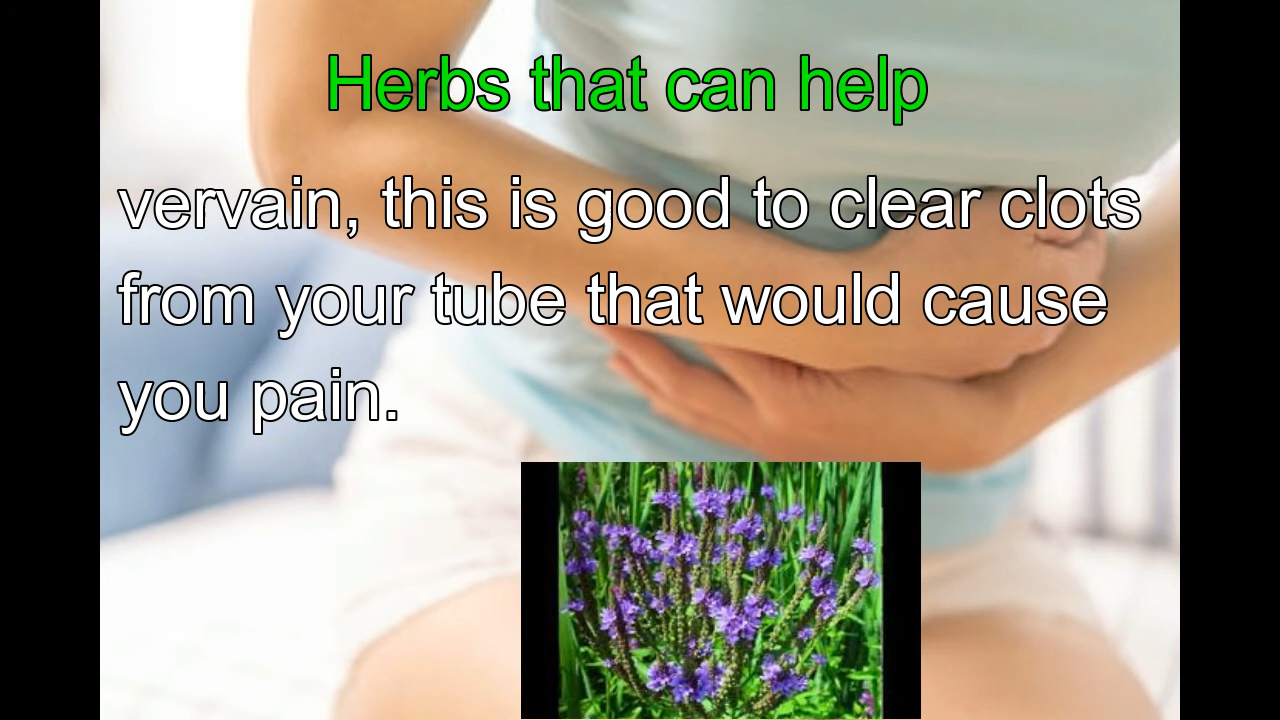 Herbs that can help
vervain, this is good to clear clots
from your tube that would cause
you pain.